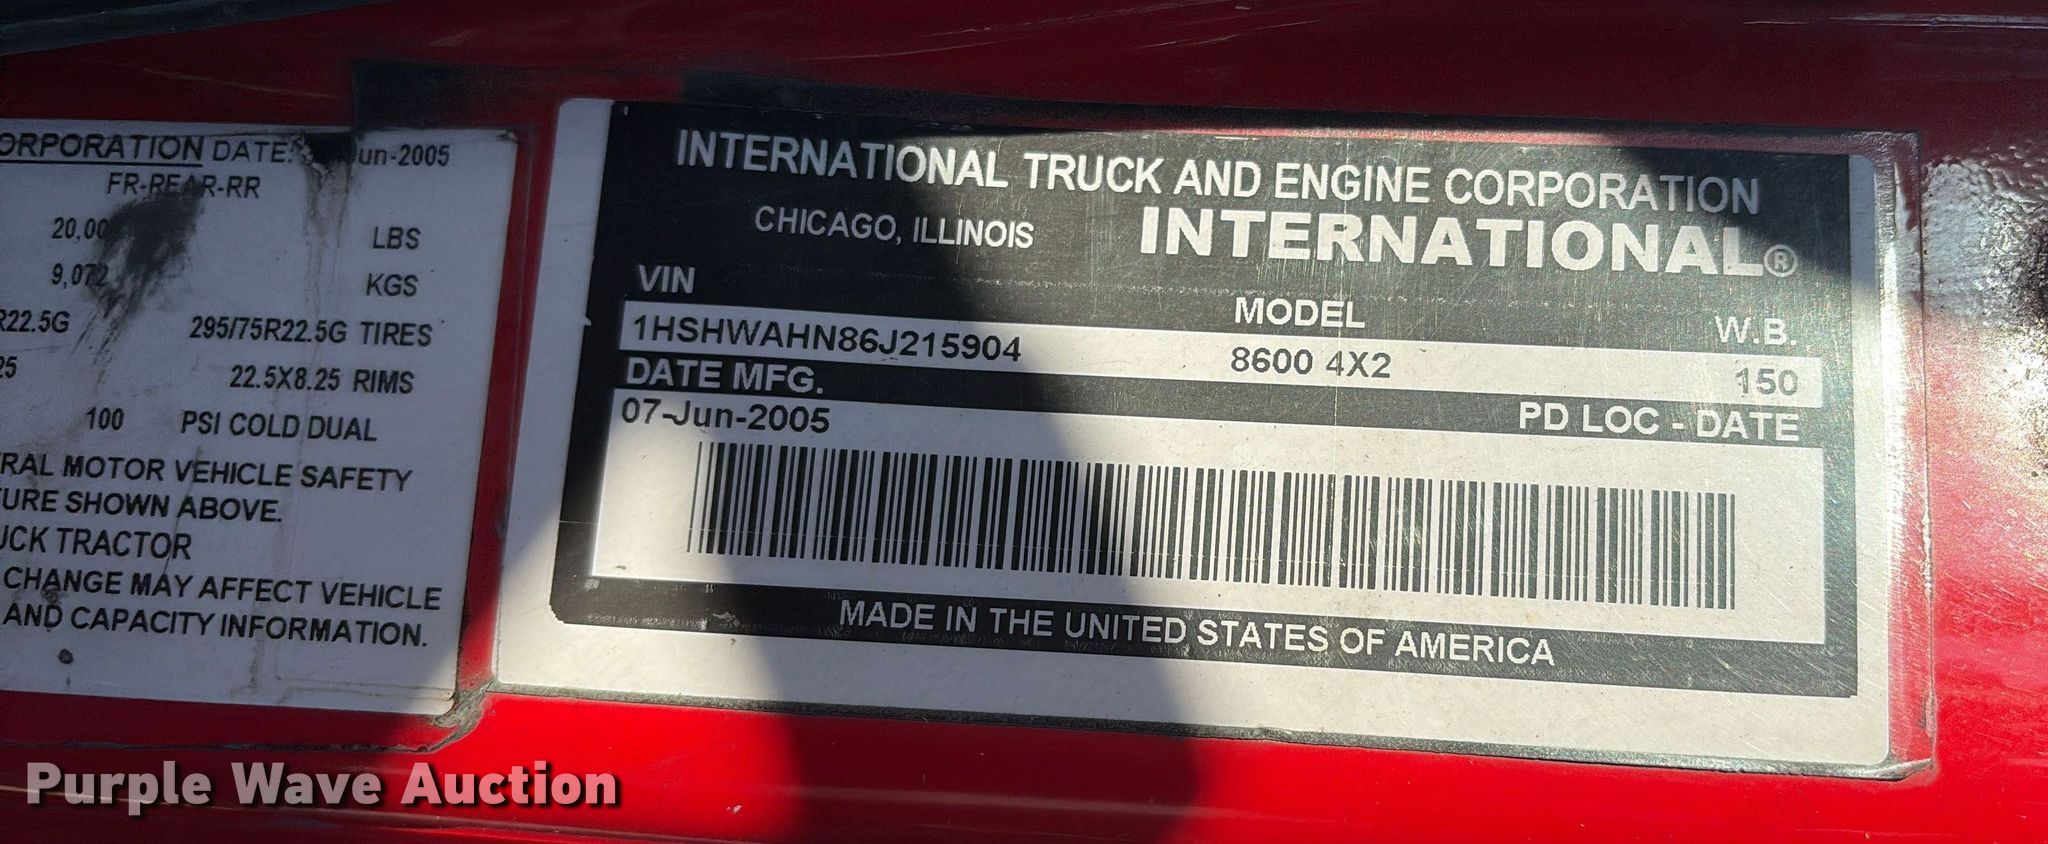 ORPORATION DATE: un-2005
FR-REAR-RR
20,00 LBS
9,072 KGS
R22.5G 295/75R22.5G TIRES
25 22.5X8.25 RIMS
100 PSI COLD DUAL
RAL MOTOR VEHICLE SAFETY
TURE SHOWN ABOVE.
UCK TRACTOR
CHANGE MAY AFFECT VEHICLE
AND CAPACITY INFORMATION.
INTERNATIONAL TRUCK AND ENGINE CORPORATION
CHICAGO, ILLINOIS INTERNATIONAL®
VIN MODEL W.B.
1HSHWAHN86J215904 8600 4X2 150
DATE MFG. PD LOC - DATE
07-Jun-2005
MADE IN THE UNITED STATES OF AMERICA
Purple Wave Auction